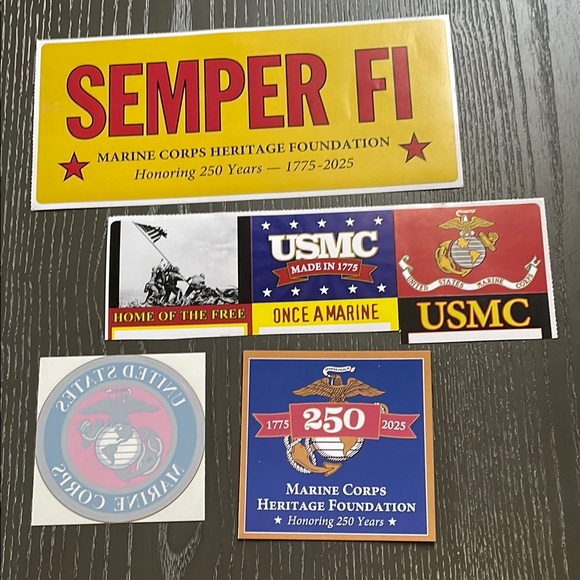 SEMPER FI
MARINE CORPS HERITAGE FOUNDATION
Honoring 250 Years — 1775-2025
HOME OF THE FREE
USMC
MADE IN 1775
ONCE A MARINE
UNITED STATES MARINE CORPS
USMC
UNITED STATES
MARINE CORPS
1775 250 2025
MARINE CORPS
HERITAGE FOUNDATION
★ Honoring 250 Years ★